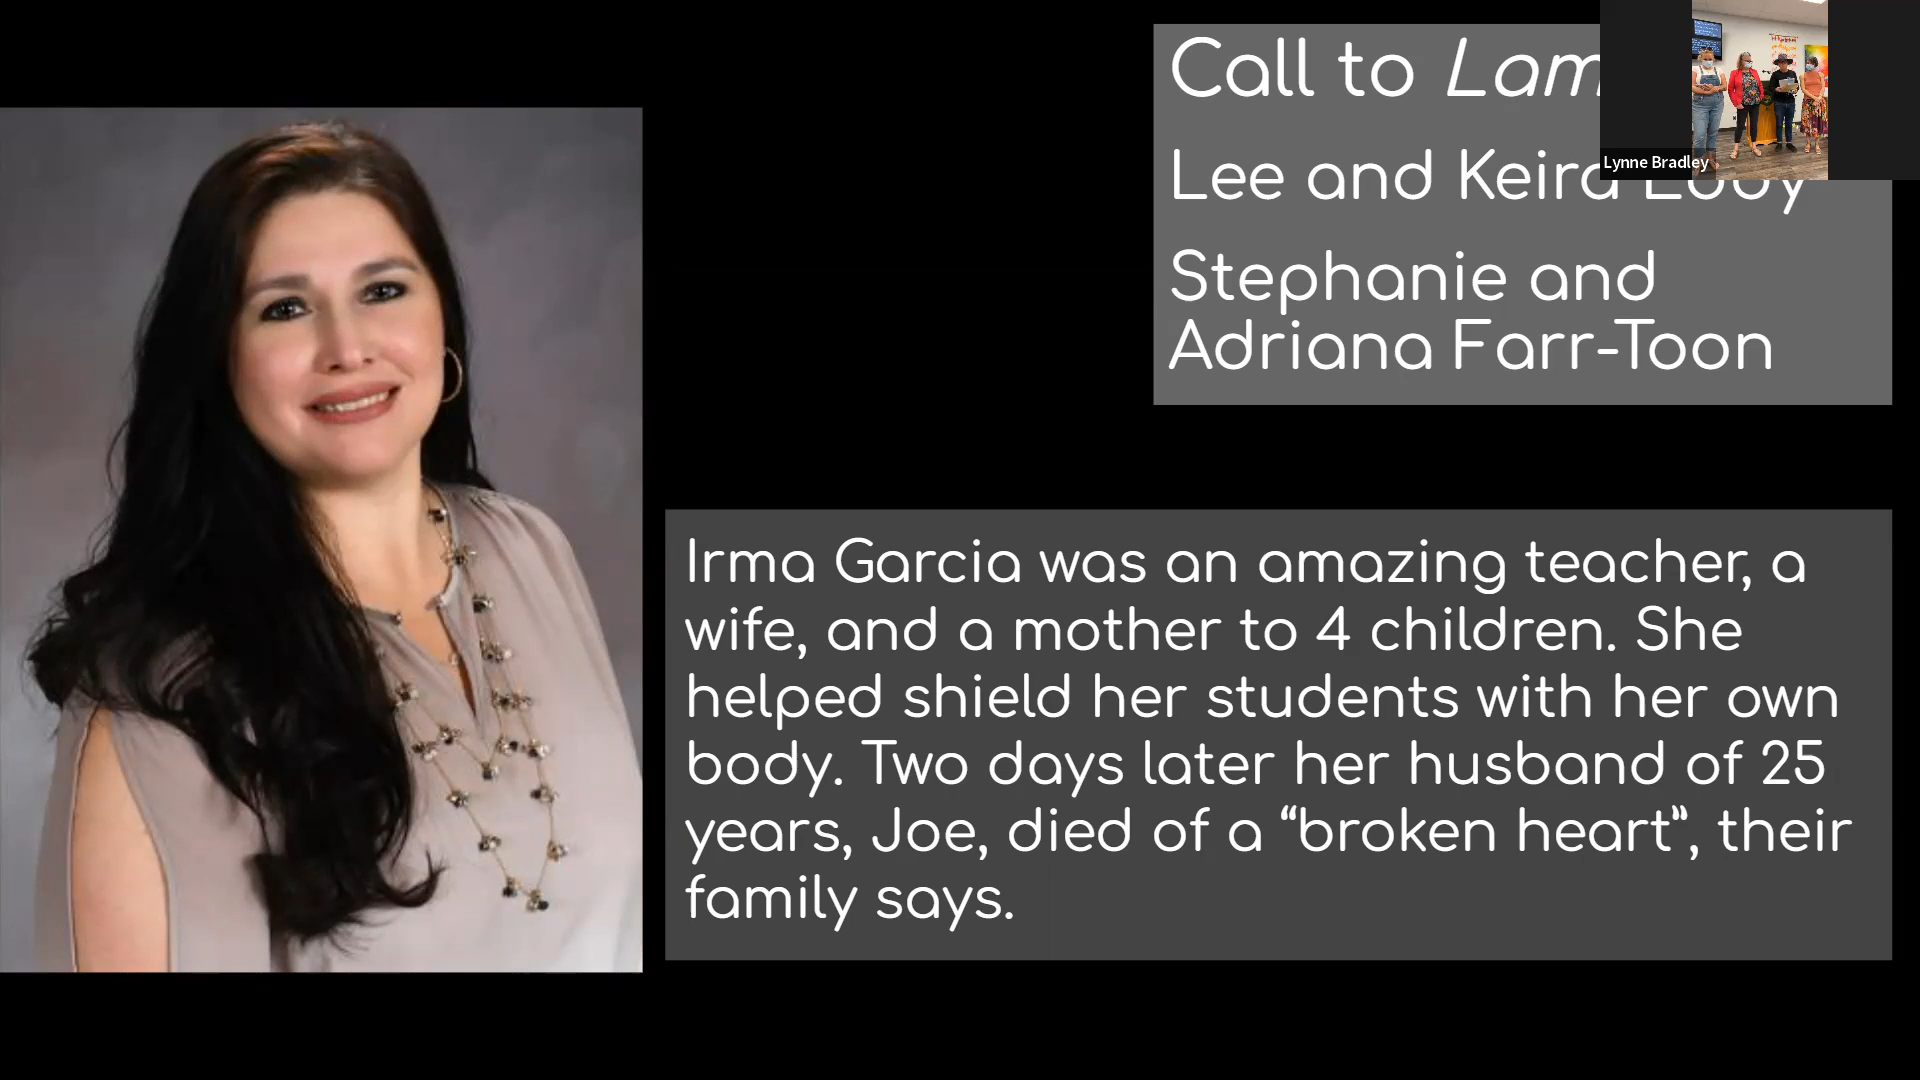 Call to
Lynne Bradley
Lee and Keira
Stephanie and
Adriana Farr-Toon
Irma Garcia was an amazing teacher, a
wife, and a mother to 4 children. She
helped shield her students with her own
body. Two days later her husband of 25
years, Joe, died of a “broken heart”, their
family says.